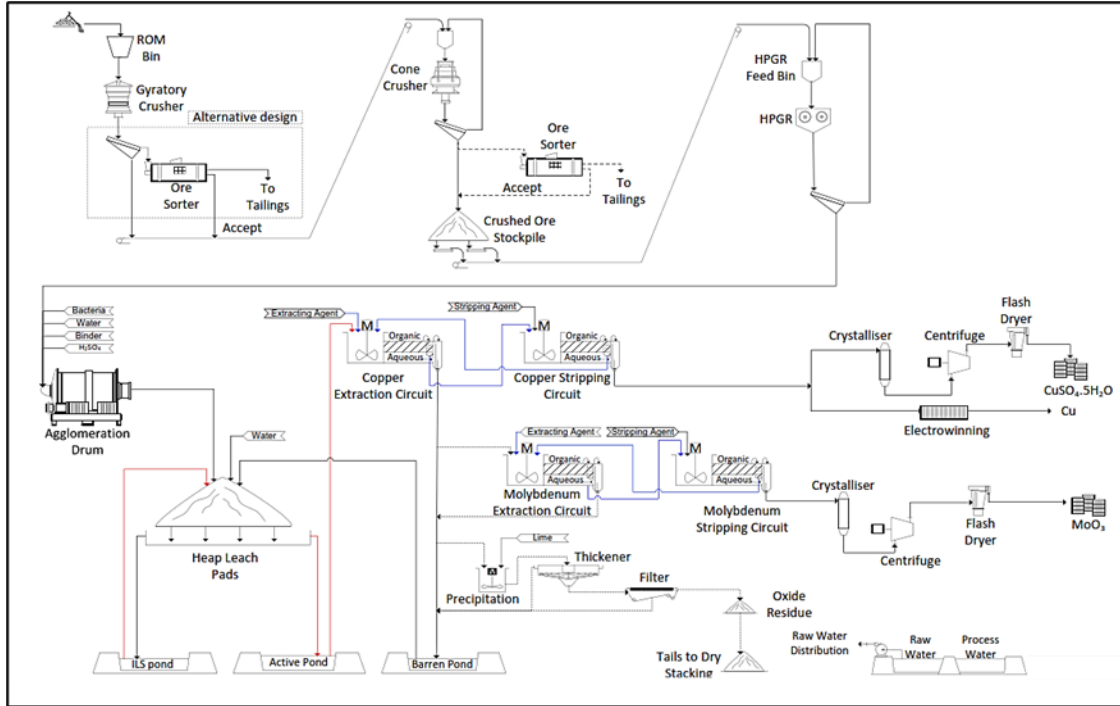 ROM
Bin
Gyratory
Crusher
Alternative design
Ore
Sorter
To
Tailings
Accept
Cone
Crusher
Ore
Sorter
Accept
To
Tailings
Crushed Ore
Stockpile
HPGR
Feed Bin
HPGR
Bacteria
Water
Binder
H₂SO₄
Agglomeration
Drum
Water
Heap Leach
Pads
ILS pond
Active Pond
Barren Pond
Extracting Agent
M
Organic
Aqueous
Copper
Extraction Circuit
Stripping Agent
M
Organic
Aqueous
Copper Stripping
Circuit
Crystalliser
Centrifuge
Flash
Dryer
CuSO₄.5H₂O
Cu
Electrowinning
Extracting Agent
M
Organic
Aqueous
Molybdenum
Extraction Circuit
Stripping Agent
M
Organic
Aqueous
Molybdenum
Stripping Circuit
Crystalliser
Centrifuge
Flash
Dryer
MoO₃
Lime
Precipitation
Thickener
Filter
Oxide
Residue
Tails to Dry
Stacking
Raw Water
Distribution
Raw
Water
Process
Water